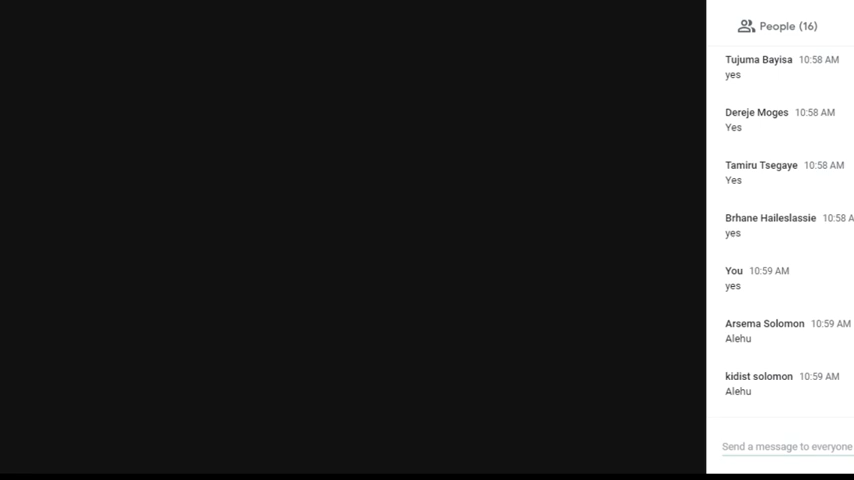 People (16)
Tujuma Bayisa 10:58 AM
yes
Dereje Moges 10:58 AM
Yes
Tamiru Tsegaye 10:58 AM
Yes
Brhane Haileslassie 10:58 A
yes
You 10:59 AM
yes
Arsema Solomon 10:59 AM
Alehu
kidist solomon 10:59 AM
Alehu
Send a message to everyone